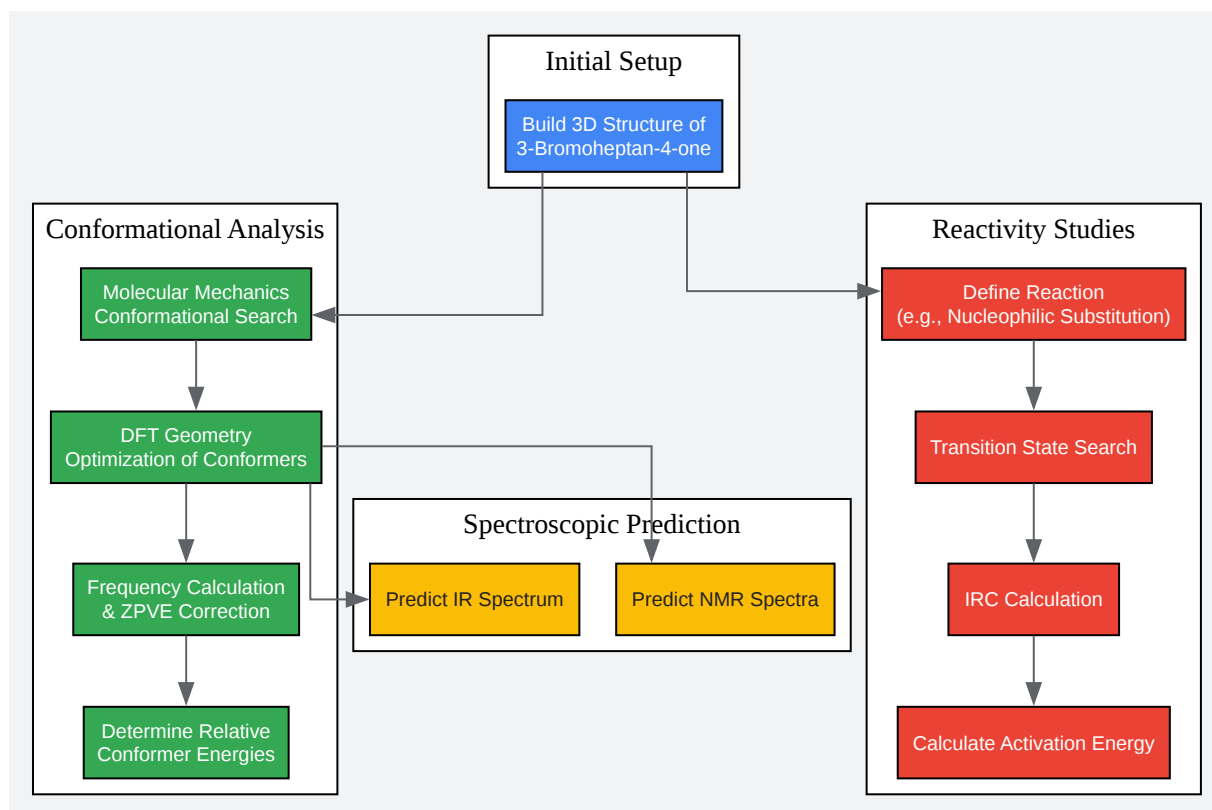 Initial Setup
Build 3D Structure of
3-Bromoheptan-4-one
Conformational Analysis
Molecular Mechanics
Conformational Search
DFT Geometry
Optimization of Conformers
Frequency Calculation
& ZPVE Correction
Determine Relative
Conformer Energies
Spectroscopic Prediction
Predict IR Spectrum
Predict NMR Spectra
Reactivity Studies
Define Reaction
(e.g., Nucleophilic Substitution)
Transition State Search
IRC Calculation
Calculate Activation Energy